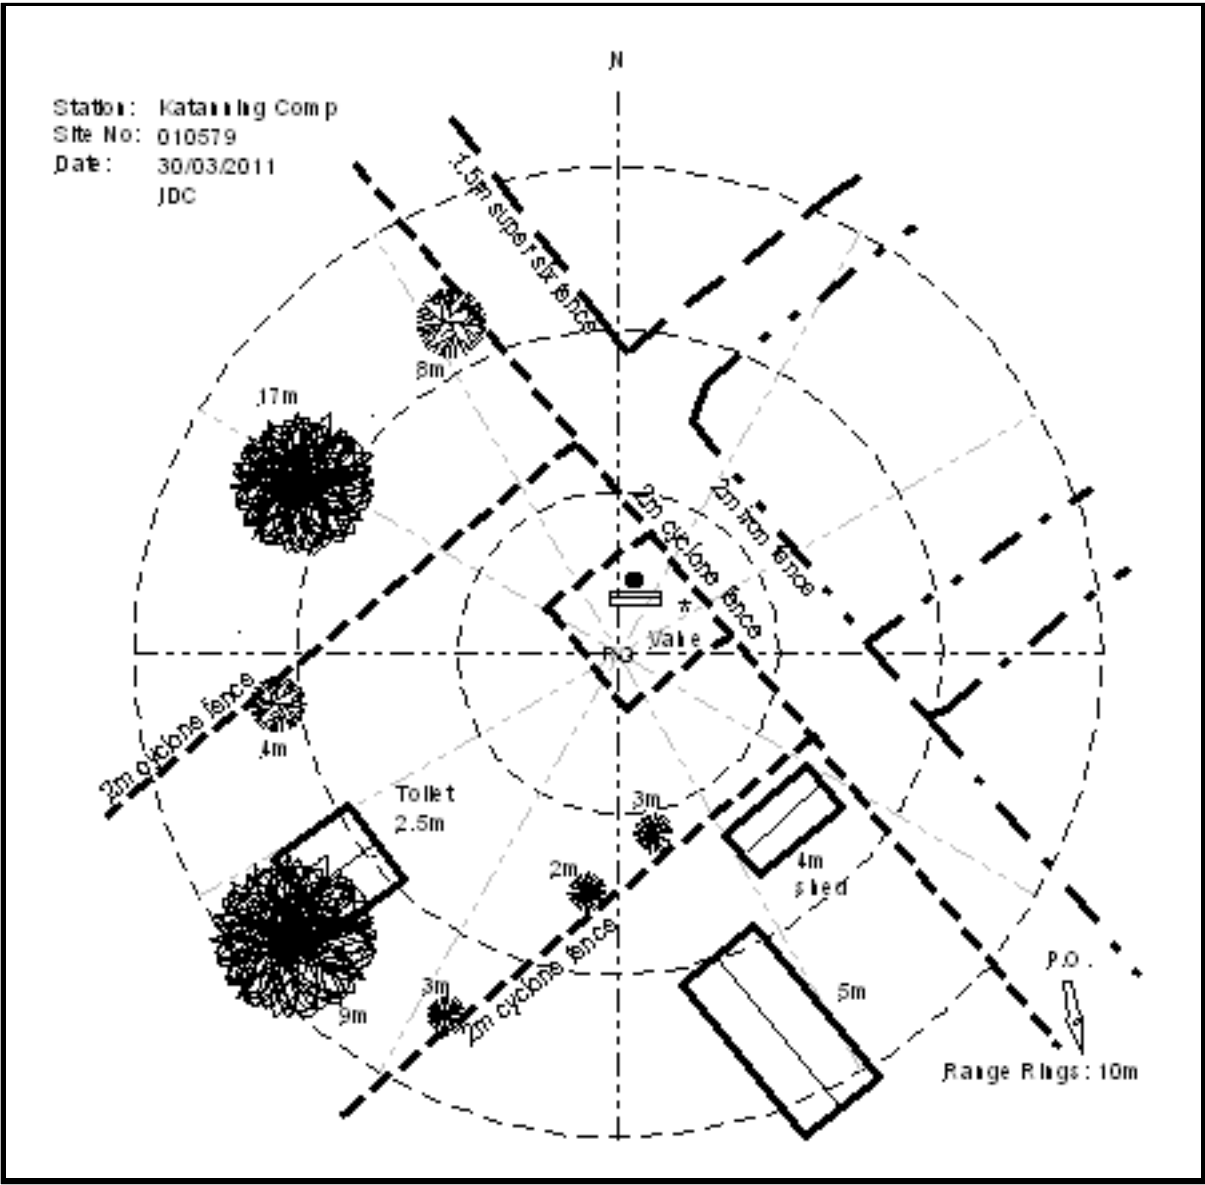 N
Station: Katanning Comp
Site No: 010579
Date: 30/03/2011
JDC
1.5m super six fence
8m
17m
2m cyclone fence
2m iron fence
*
Vane
RG
2m cyclone fence
4m
Toilet
2.5m
3m
4m
shed
2m
2m cyclone fence
3m
9m
5m
P.O.
Range Rings: 10m